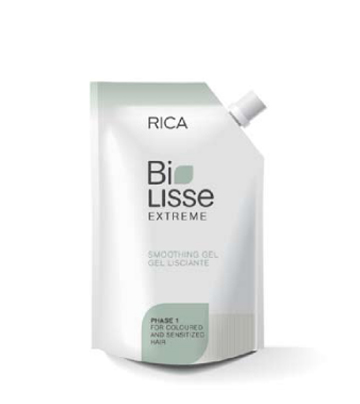 RICA
Bi
LISSE
EXTREME
SMOOTHING GEL
GEL LISCIANTE
PHASE 1
FOR COLOURED
AND SENSITIZED
HAIR